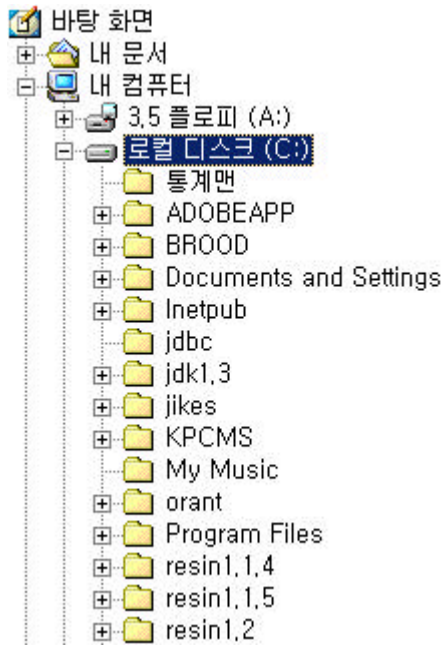 바탕 화면
내 문서
내 컴퓨터
3,5 플로피 (A:)
로컬 디스크 (C:)
통계맨
ADOBEAPP
BROOD
Documents and Settings
Inetpub
jdbc
jdk1,3
jikes
KPCMS
My Music
orant
Program Files
resin1,1,4
resin1,1,5
resin1,2